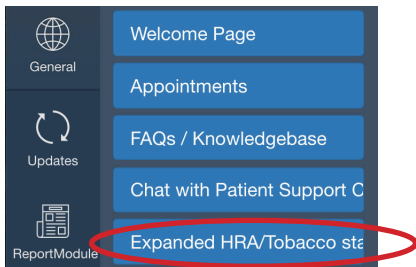 General
Updates
ReportModule
Welcome Page
Appointments
FAQs / Knowledgebase
Chat with Patient Support C
Expanded HRA/Tobacco sta